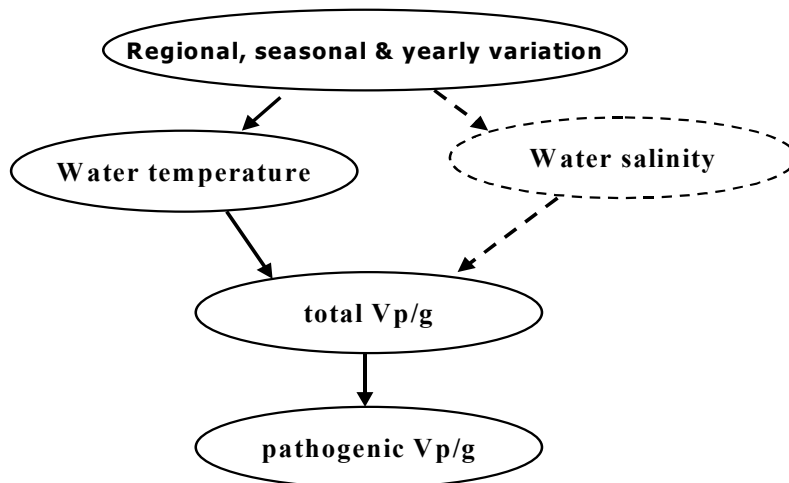 Regional, seasonal & yearly variation
Water temperature
Water salinity
total Vp/g
pathogenic Vp/g